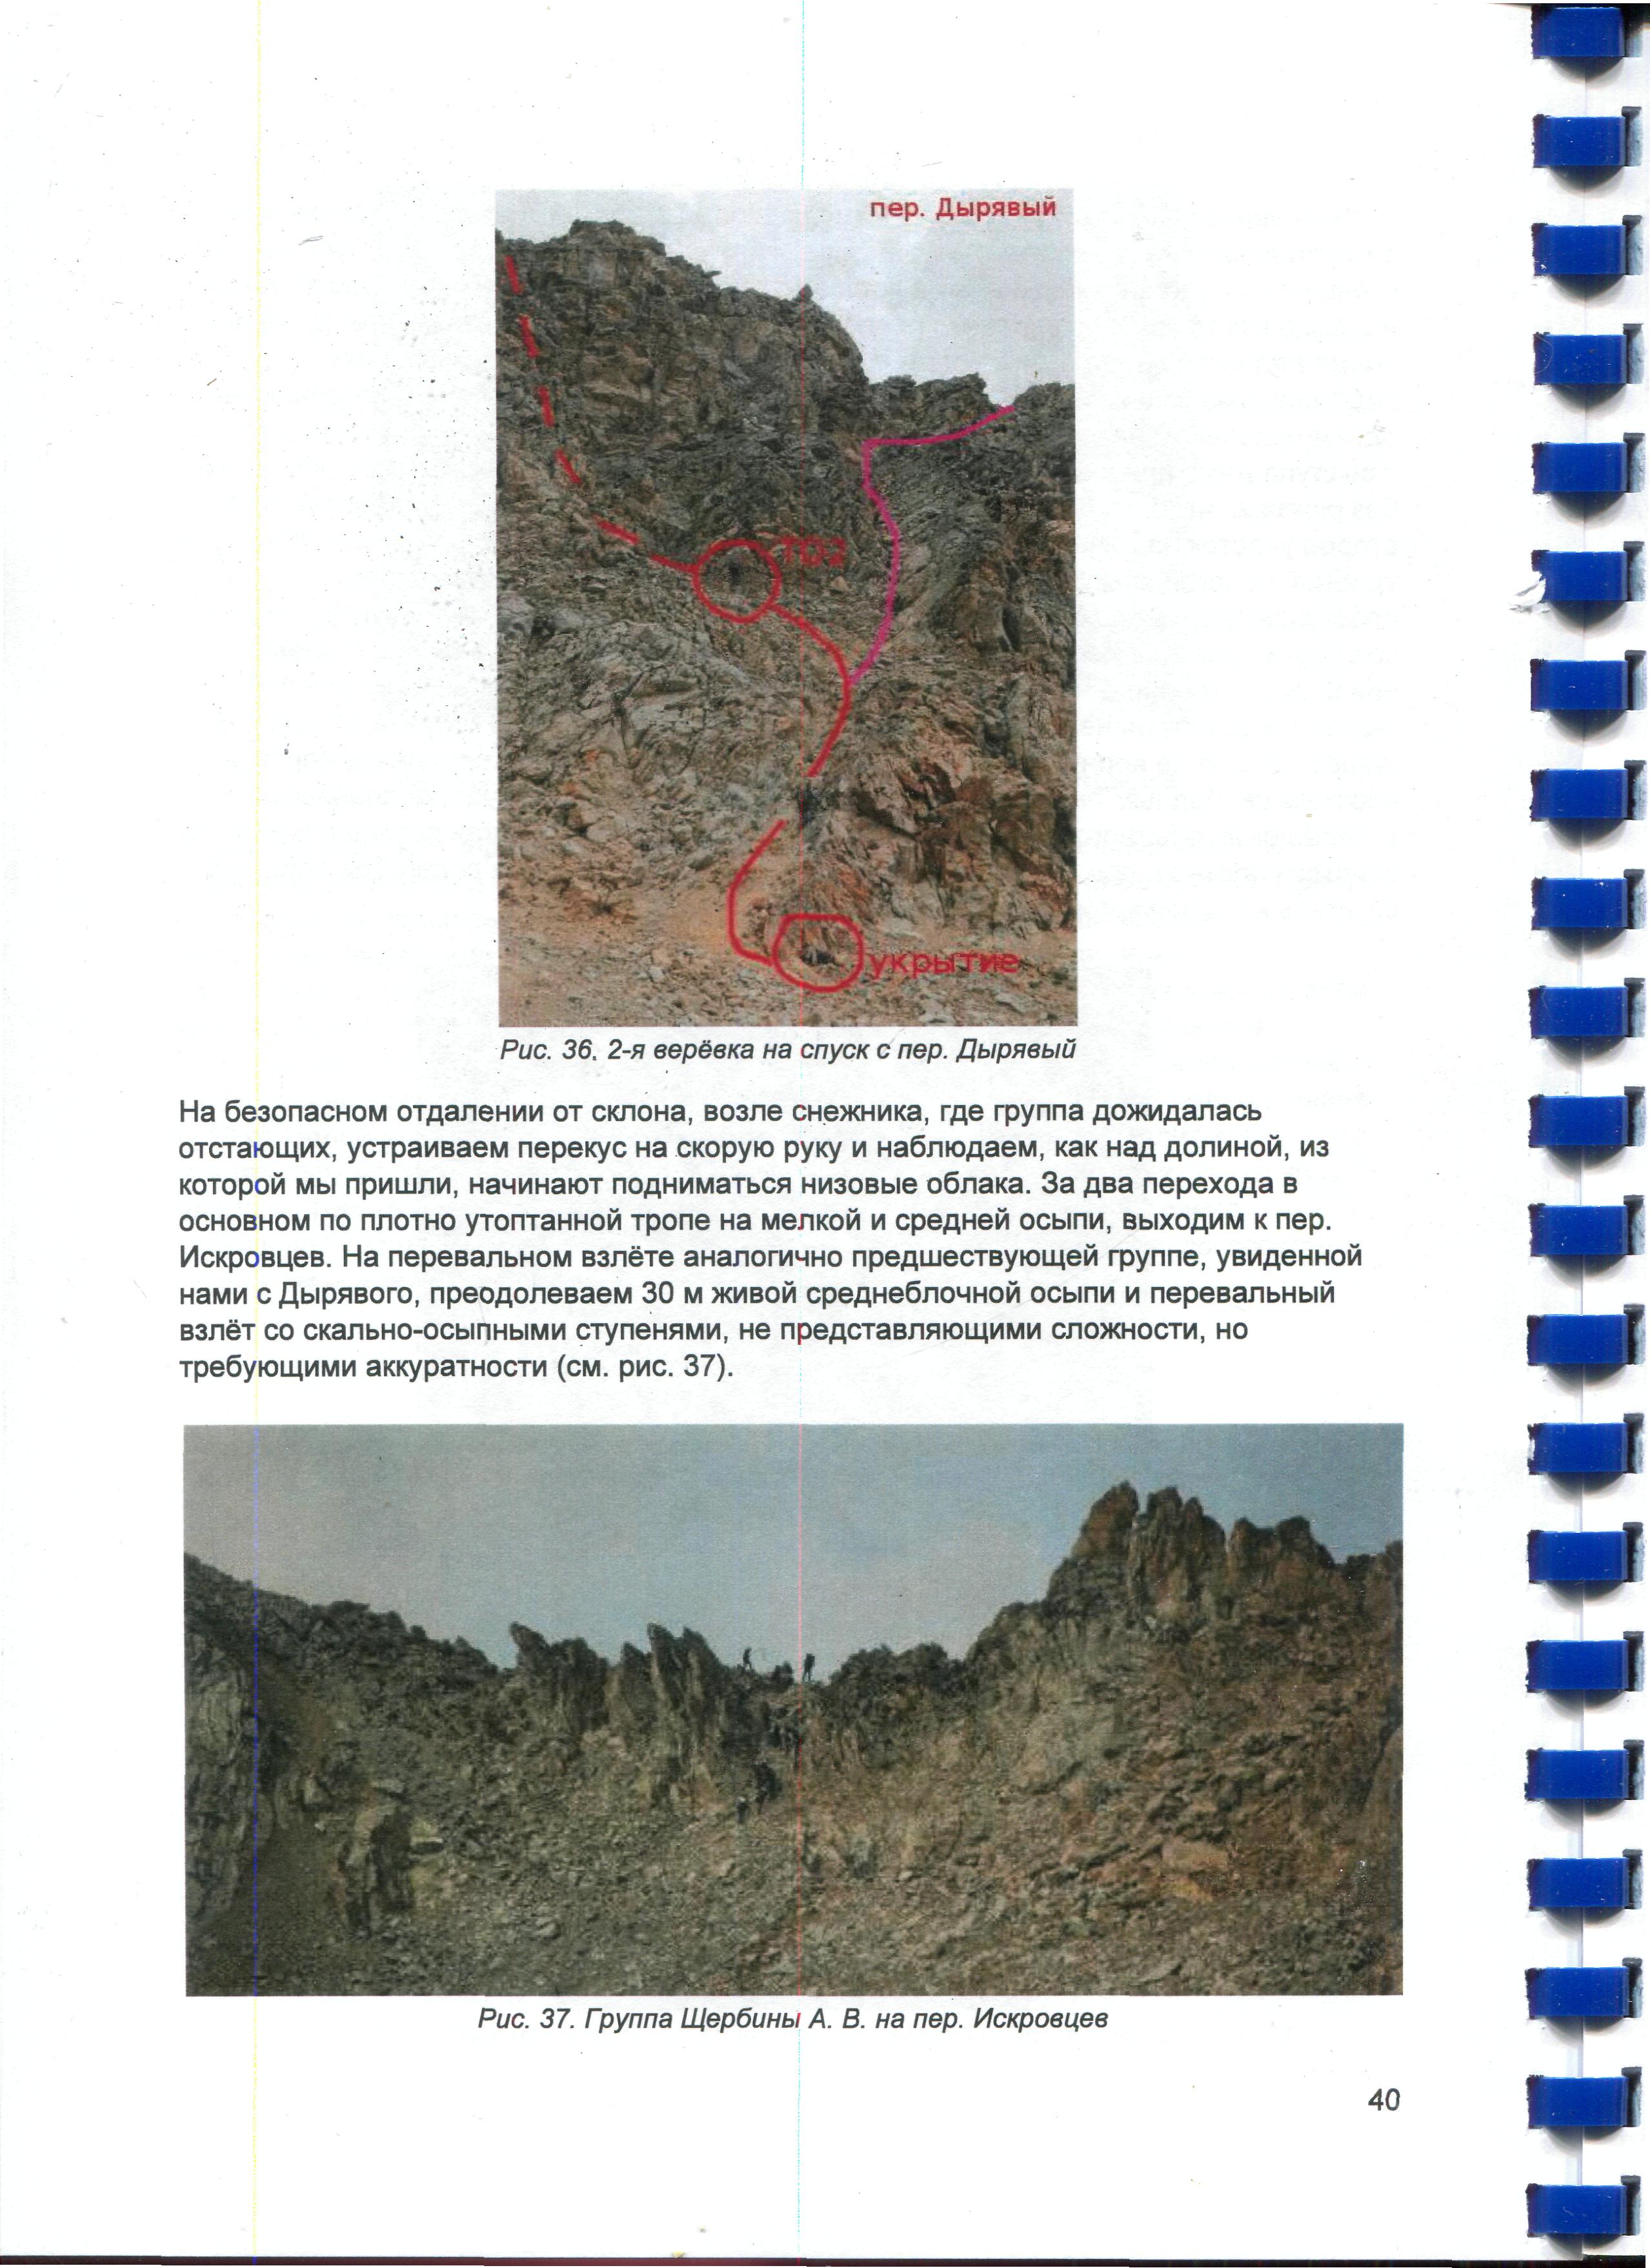 пер. Дырявый
ТО2
укрытие
Рис. 36. 2-я верёвка на спуск с пер. Дырявый
На безопасном отдалении от склона, возле снежника, где группа дожидалась
отстающих, устраиваем перекус на скорую руку и наблюдаем, как над долиной, из
которой мы пришли, начинают подниматься низовые облака. За два перехода в
основном по плотно утоптанной тропе на мелкой и средней осыпи, выходим к пер.
Искровцев. На перевальном взлёте аналогично предшествующей группе, увиденной
нами с Дырявого, преодолеваем 30 м живой среднеблочной осыпи и перевальный
взлёт со скально-осыпными ступенями, не представляющими сложности, но
требующими аккуратности (см. рис. 37).
Рис. 37. Группа Щербины А. В. на пер. Искровцев
40